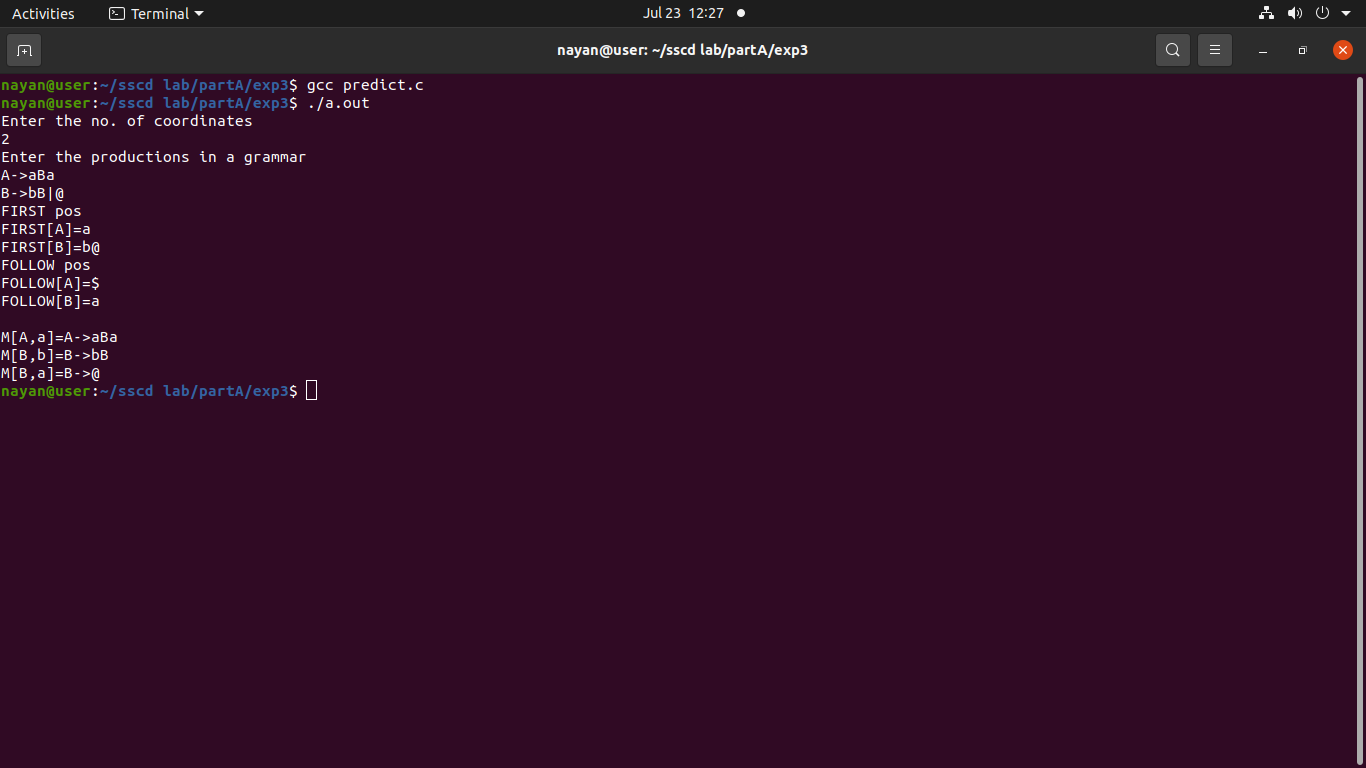 Activities
Terminal
Jul 23 12:27
nayan@user: ~/sscd lab/partA/exp3
nayan@user:~/sscd lab/partA/exp3$ gcc predict.c
nayan@user:~/sscd lab/partA/exp3$ ./a.out
Enter the no. of coordinates
2
Enter the productions in a grammar
A->aBa
B->bB|@
FIRST pos
FIRST[A]=a
FIRST[B]=b@
FOLLOW pos
FOLLOW[A]=$
FOLLOW[B]=a
M[A,a]=A->aBa
M[B,b]=B->bB
M[B,a]=B->@
nayan@user:~/sscd lab/partA/exp3$